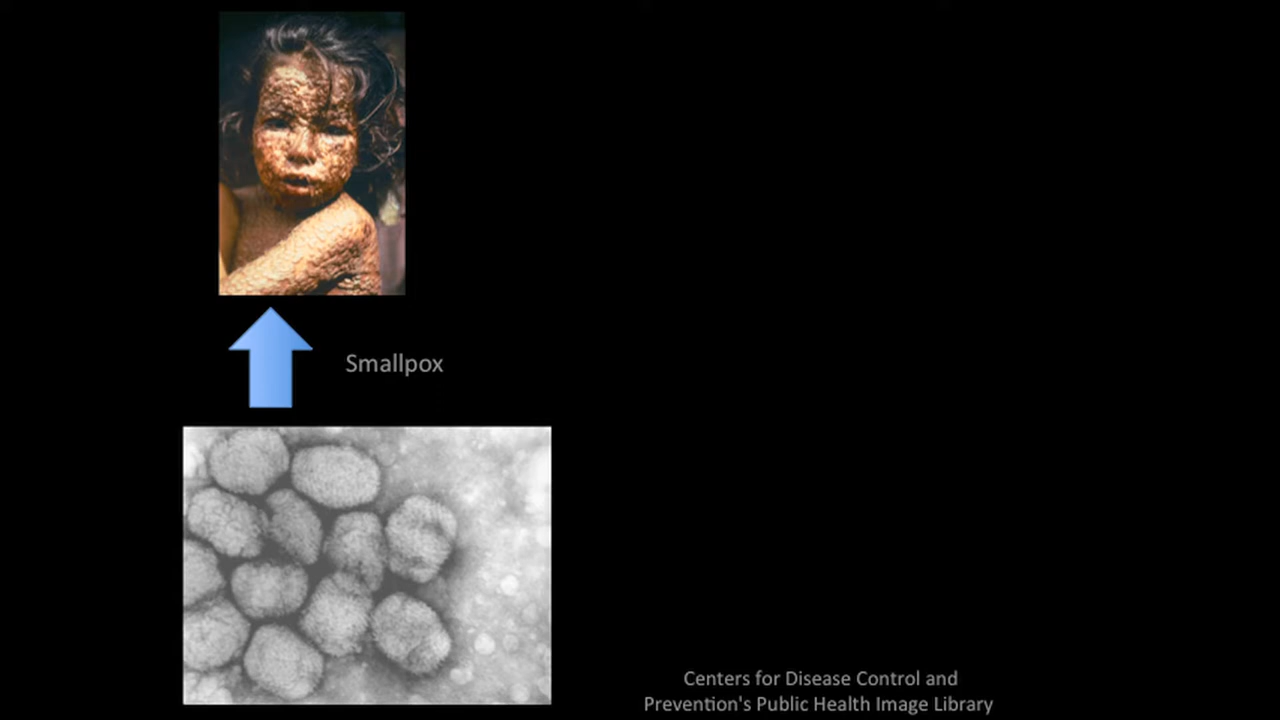 Smallpox
Centers for Disease Control and
Prevention's Public Health Image Library